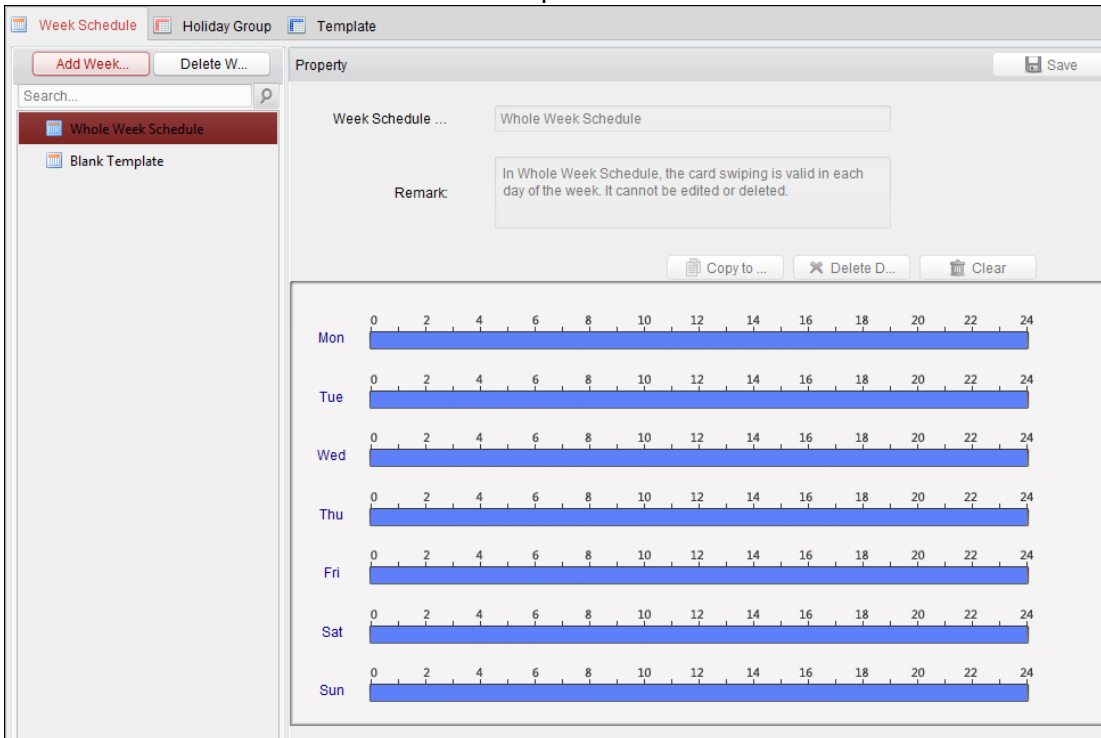 Week Schedule Holiday Group Template
Add Week... Delete W... Property Save
Search...
Whole Week Schedule
Blank Template
Week Schedule ... Whole Week Schedule
Remark: In Whole Week Schedule, the card swiping is valid in each
day of the week. It cannot be edited or deleted.
Copy to ... Delete D... Clear
0 2 4 6 8 10 12 14 16 18 20 22 24
Mon
0 2 4 6 8 10 12 14 16 18 20 22 24
Tue
0 2 4 6 8 10 12 14 16 18 20 22 24
Wed
0 2 4 6 8 10 12 14 16 18 20 22 24
Thu
0 2 4 6 8 10 12 14 16 18 20 22 24
Fri
0 2 4 6 8 10 12 14 16 18 20 22 24
Sat
0 2 4 6 8 10 12 14 16 18 20 22 24
Sun